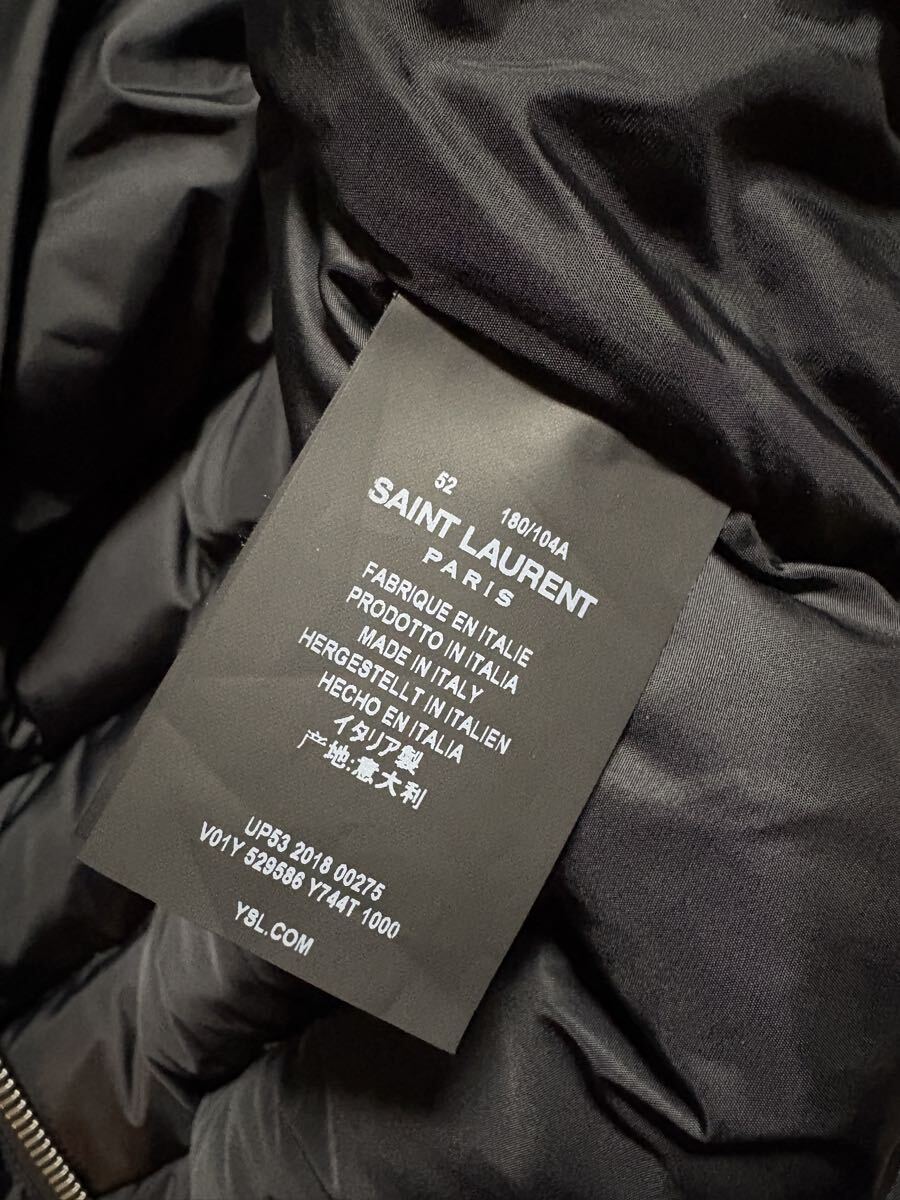 52 180/104A
SAINT LAURENT
PARIS
FABRIQUE EN ITALIE
PRODOTTO IN ITALIA
MADE IN ITALY
HERGESTELLT IN ITALIEN
HECHO EN ITALIA
イタリア製
产地:意大利
UP53 2018 00275
V01Y 529586 Y744T 1000
YSL.COM